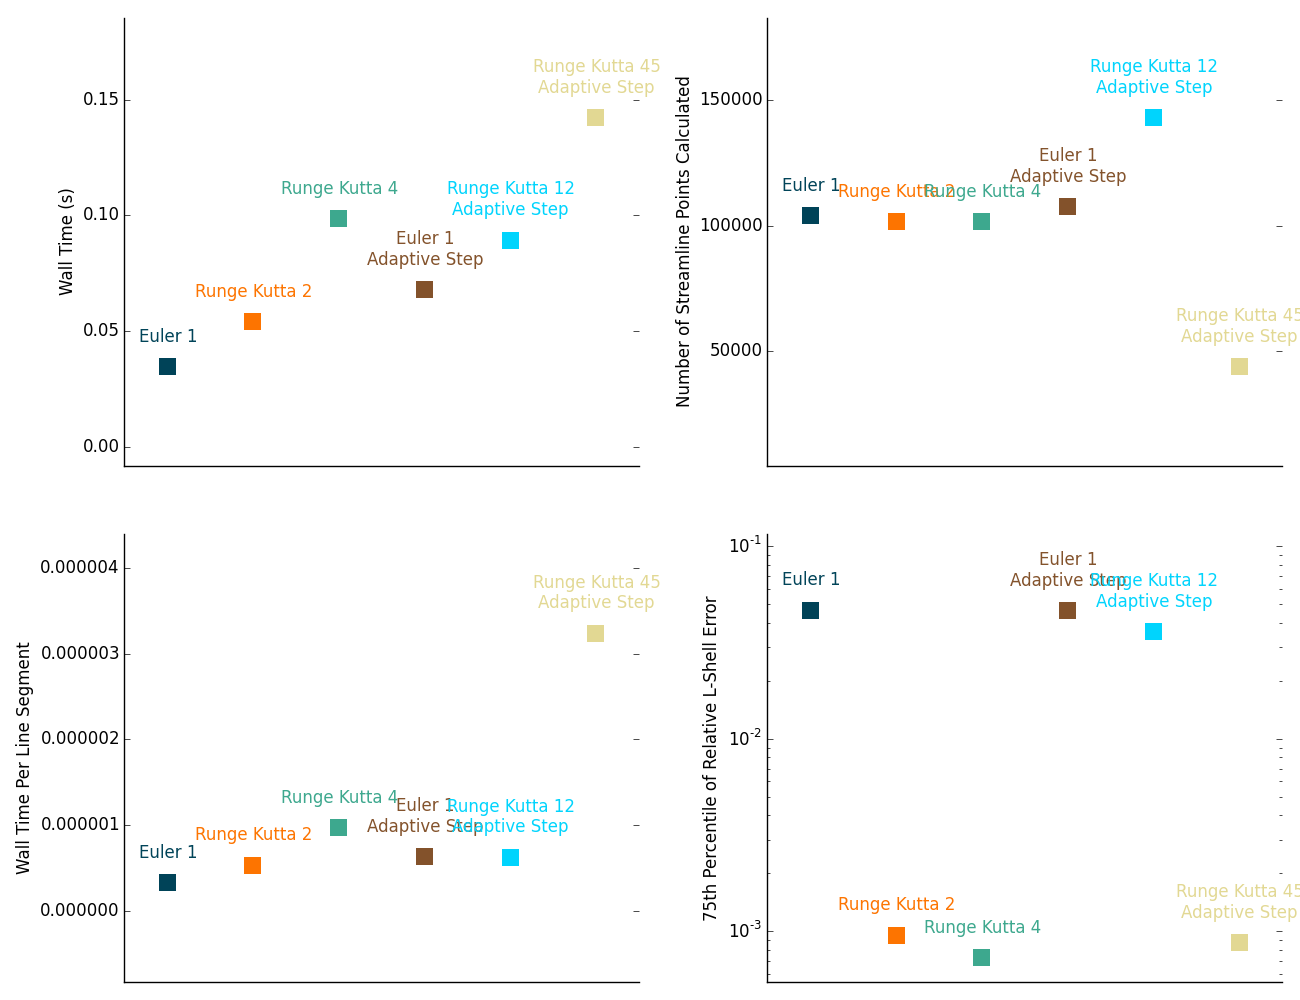 Wall Time (s)
0.15
0.10
0.05
0.00
Runge Kutta 45
Adaptive Step
Runge Kutta 4
Runge Kutta 12
Adaptive Step
Euler 1
Adaptive Step
Runge Kutta 2
Euler 1
Number of Streamline Points Calculated
150000
100000
50000
Runge Kutta 12
Adaptive Step
Euler 1
Adaptive Step
Euler 1
Runge Kutta 2
Runge Kutta 4
Runge Kutta 45
Adaptive Step
Wall Time Per Line Segment
0.000004
0.000003
0.000002
0.000001
0.000000
Runge Kutta 45
Adaptive Step
Runge Kutta 4
Euler 1
Adaptive Step
Runge Kutta 12
Adaptive Step
Runge Kutta 2
Euler 1
75th Percentile of Relative L-Shell Error
10^-1
10^-2
10^-3
Euler 1
Euler 1
Adaptive Step
Runge Kutta 12
Adaptive Step
Runge Kutta 2
Runge Kutta 4
Runge Kutta 45
Adaptive Step